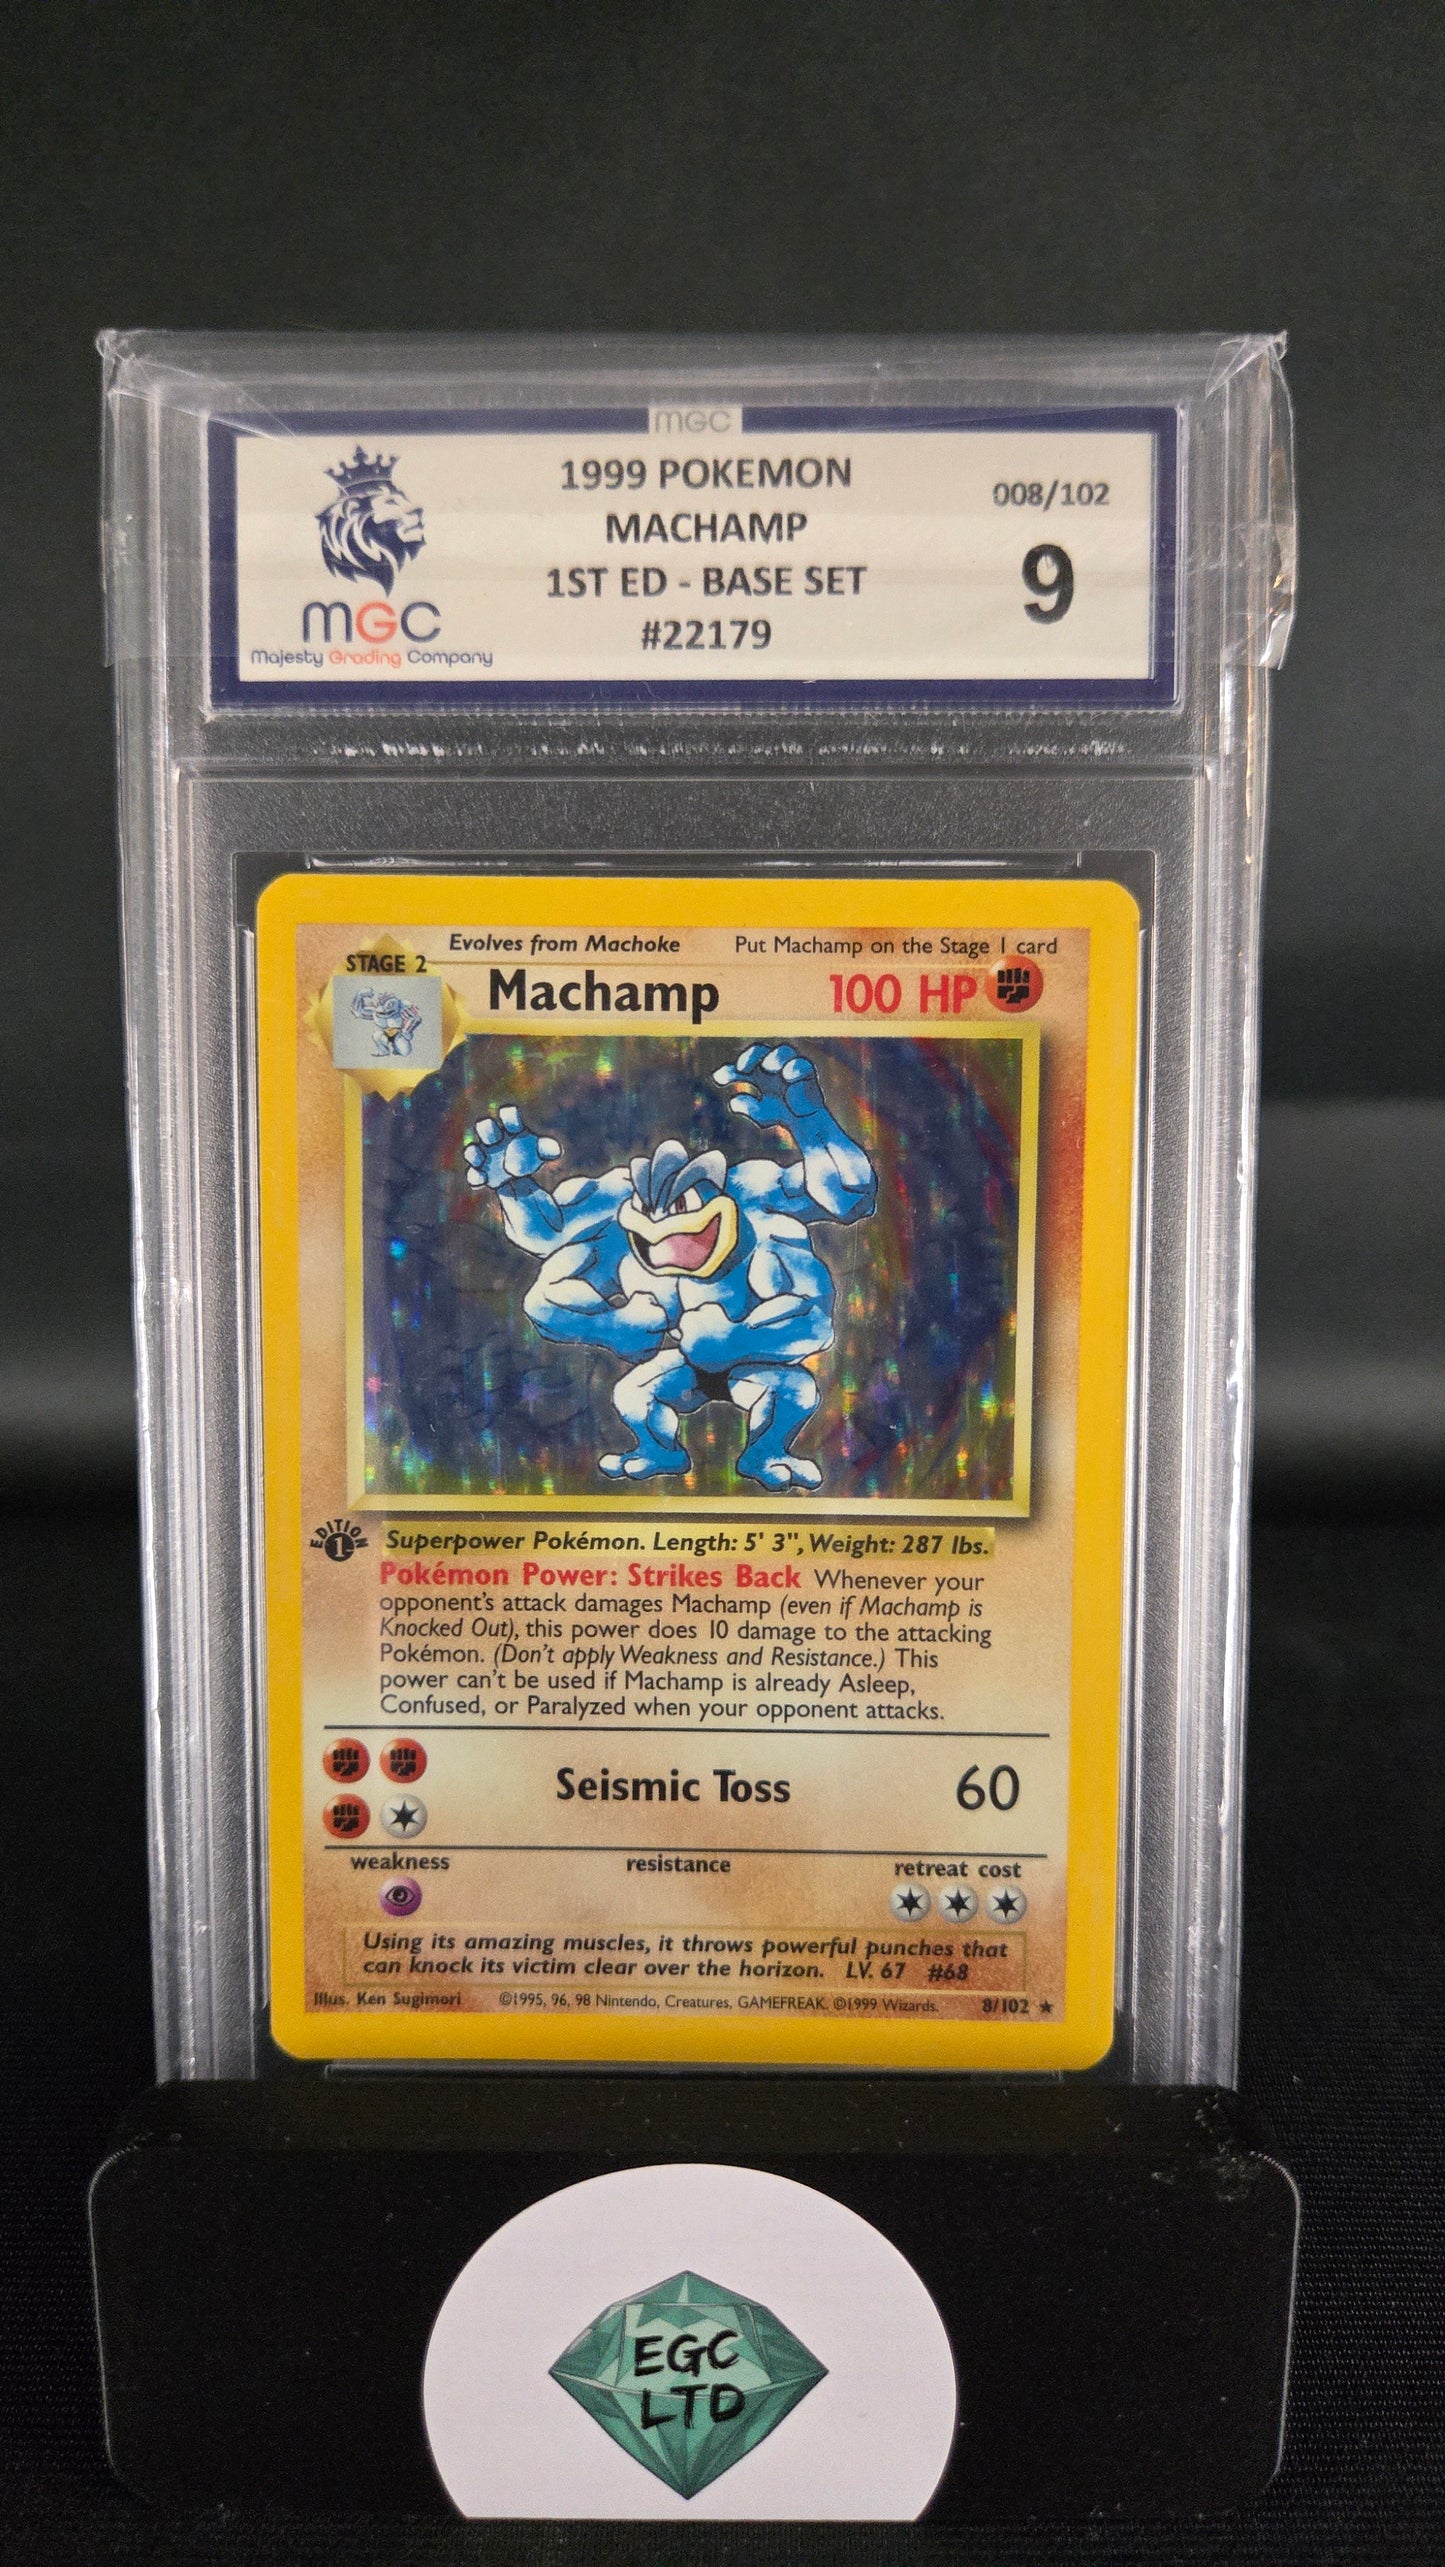 MGC
1999 POKEMON
MACHAMP
1ST ED - BASE SET
#22179
008/102
9
MGC
Majesty Grading Company
Evolves from Machoke
Put Machamp on the Stage 1 card
STAGE 2
Machamp
100 HP
EDITION
1
Superpower Pokémon. Length: 5' 3", Weight: 287 lbs.
Pokémon Power: Strikes Back Whenever your
opponent's attack damages Machamp (even if Machamp is
Knocked Out), this power does 10 damage to the attacking
Pokémon. (Don't apply Weakness and Resistance.) This
power can't be used if Machamp is already Asleep,
Confused, or Paralyzed when your opponent attacks.
Seismic Toss
60
weakness
resistance
retreat cost
Using its amazing muscles, it throws powerful punches that
can knock its victim clear over the horizon. LV. 67 #68
Illus. Ken Sugimori
©1995, 96, 98 Nintendo, Creatures, GAMEFREAK. ©1999 Wizards.
8/102 ★
EGC
LTD